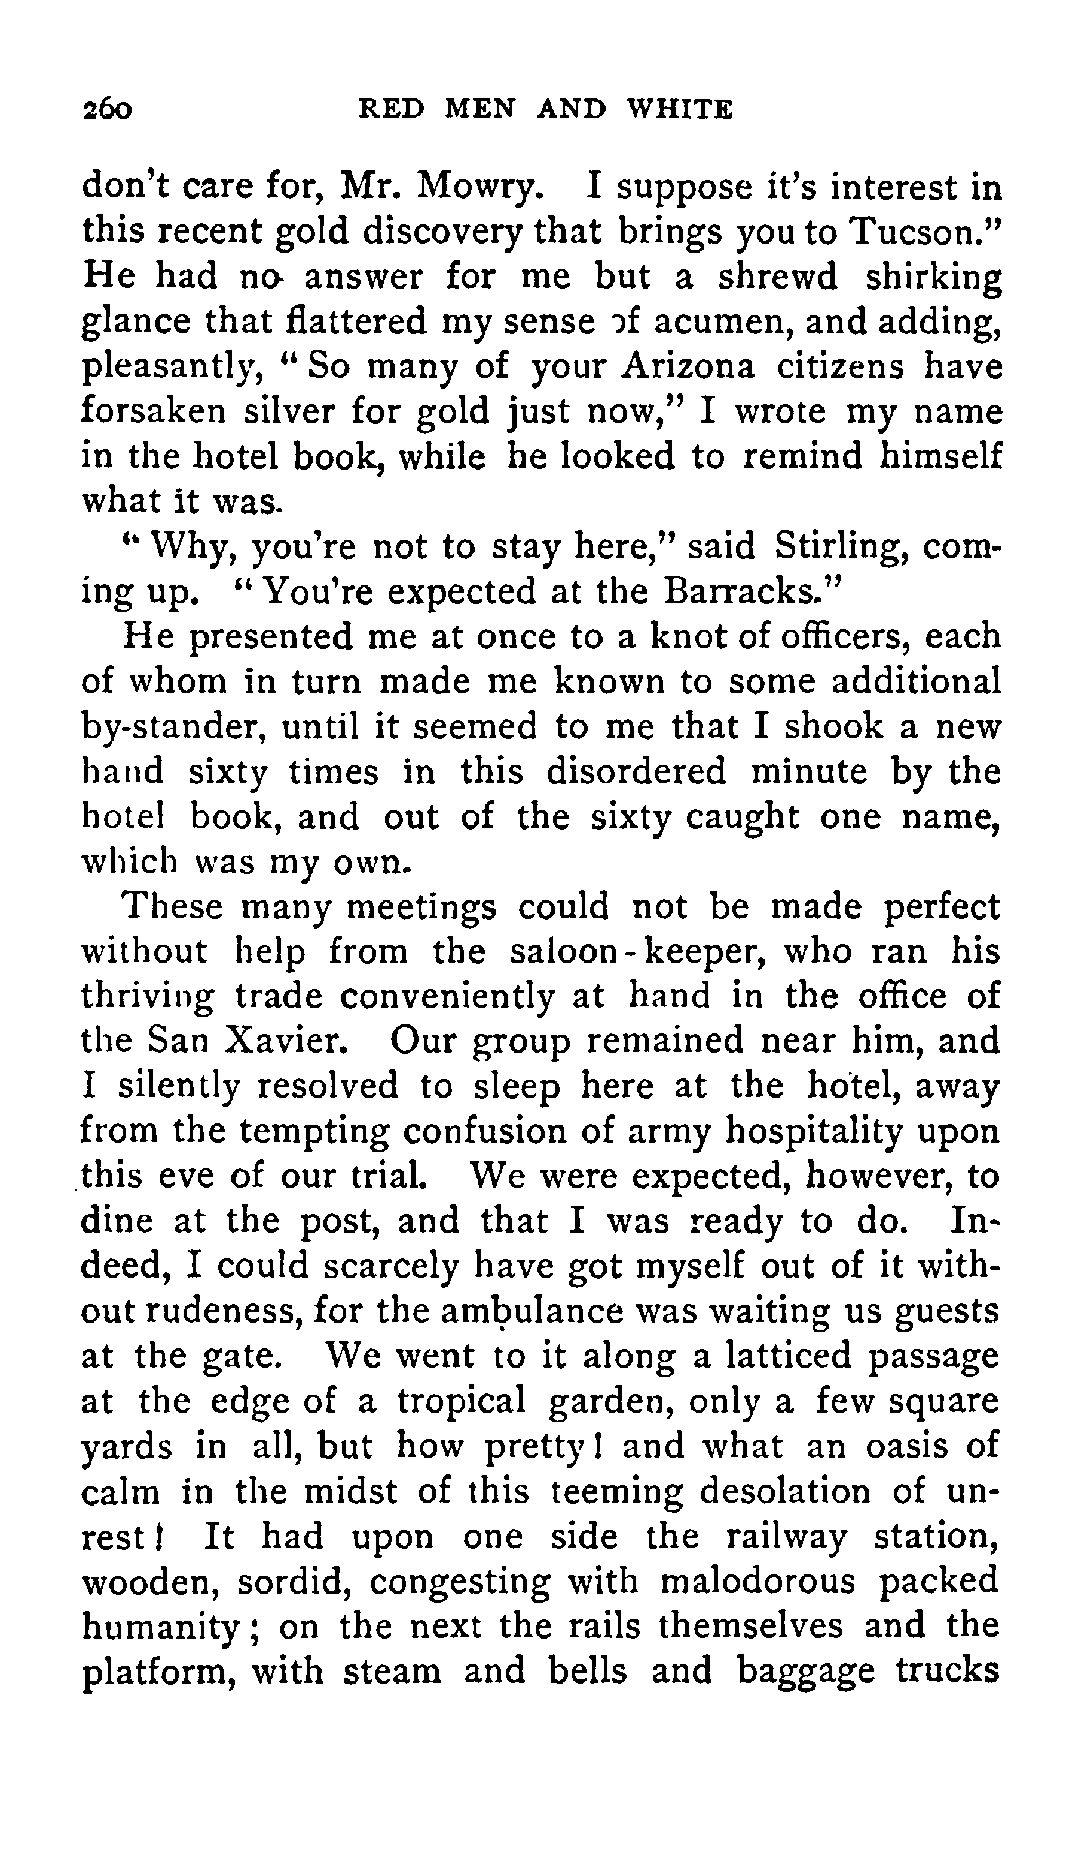 260 RED MEN AND WHITE
don't care for, Mr. Mowry. I suppose it's interest in
this recent gold discovery that brings you to Tucson."
He had no answer for me but a shrewd shirking
glance that flattered my sense of acumen, and adding,
pleasantly, "So many of your Arizona citizens have
forsaken silver for gold just now," I wrote my name
in the hotel book, while he looked to remind himself
what it was.
"Why, you're not to stay here," said Stirling, com-
ing up. "You're expected at the Barracks."
He presented me at once to a knot of officers, each
of whom in turn made me known to some additional
by-stander, until it seemed to me that I shook a new
hand sixty times in this disordered minute by the
hotel book, and out of the sixty caught one name,
which was my own.
These many meetings could not be made perfect
without help from the saloon-keeper, who ran his
thriving trade conveniently at hand in the office of
the San Xavier. Our group remained near him, and
I silently resolved to sleep here at the hotel, away
from the tempting confusion of army hospitality upon
this eve of our trial. We were expected, however, to
dine at the post, and that I was ready to do. In-
deed, I could scarcely have got myself out of it with-
out rudeness, for the ambulance was waiting us guests
at the gate. We went to it along a latticed passage
at the edge of a tropical garden, only a few square
yards in all, but how pretty! and what an oasis of
calm in the midst of this teeming desolation of un-
rest! It had upon one side the railway station,
wooden, sordid, congesting with malodorous packed
humanity; on the next the rails themselves and the
platform, with steam and bells and baggage trucks